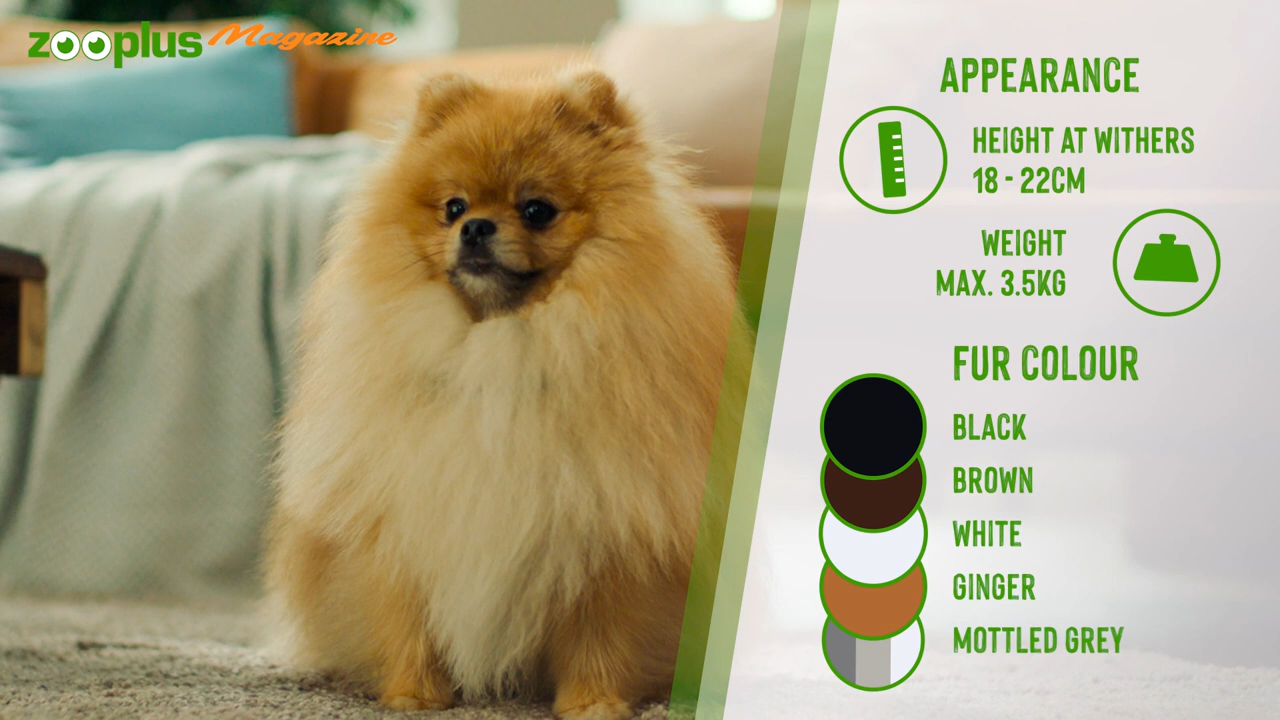 zooplus Magazine
APPEARANCE
HEIGHT AT WITHERS
18 - 22CM
WEIGHT
MAX. 3.5KG
FUR COLOUR
BLACK
BROWN
WHITE
GINGER
MOTTLED GREY